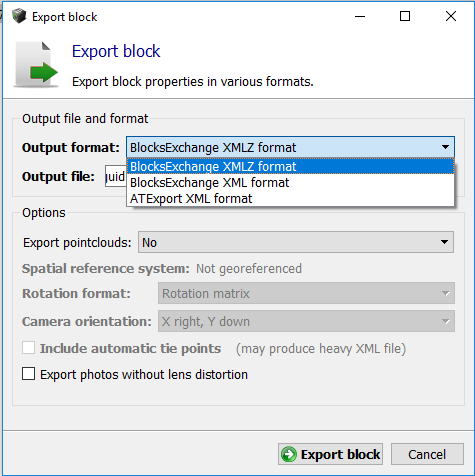 Export block
Export block
Export block properties in various formats.
Output file and format
Output format: BlocksExchange XMLZ format
BlocksExchange XMLZ format
Output file:
BlocksExchange XML format
ATExport XML format
Options
Export pointclouds: No
Spatial reference system: Not georeferenced
Rotation format: Rotation matrix
Camera orientation: X right, Y down
Include automatic tie points (may produce heavy XML file)
Export photos without lens distortion
Export block Cancel